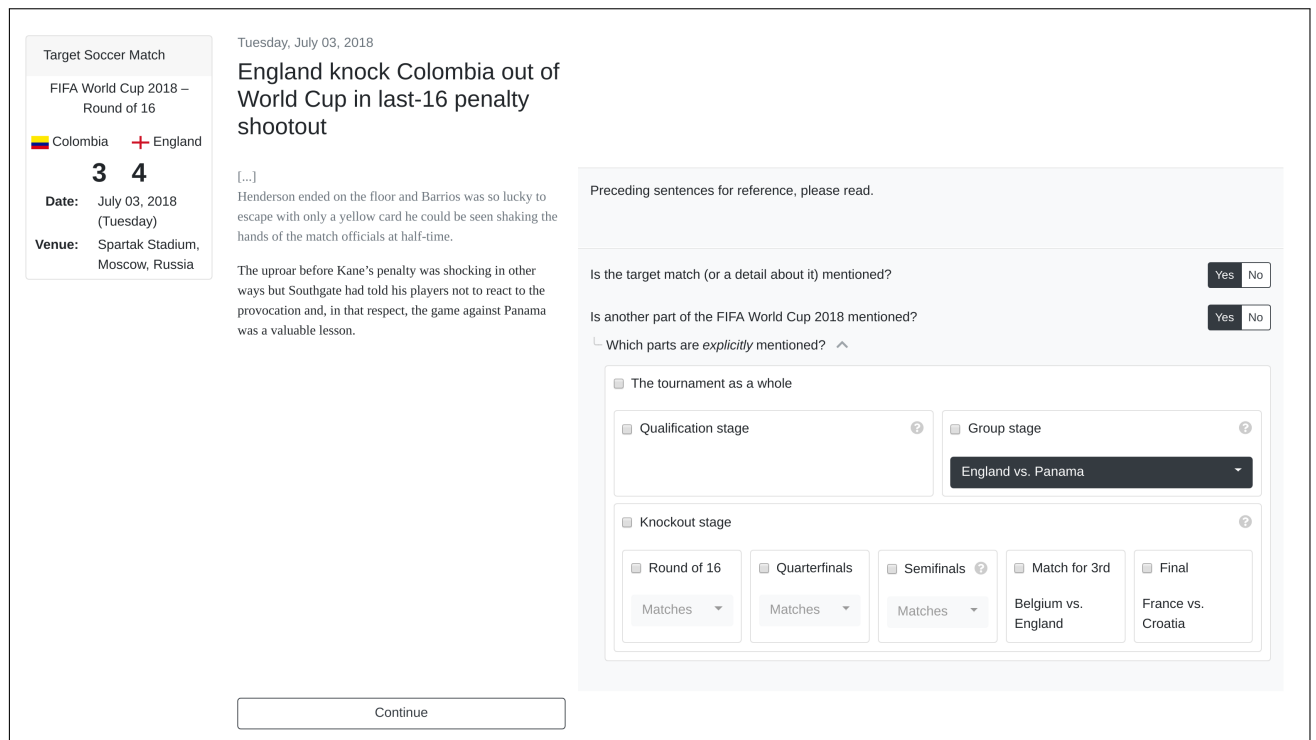 Target Soccer Match
FIFA World Cup 2018 –
Round of 16
Colombia England
3 4
Date: July 03, 2018
(Tuesday)
Venue: Spartak Stadium,
Moscow, Russia
Tuesday, July 03, 2018
England knock Colombia out of
World Cup in last-16 penalty
shootout
[...]
Henderson ended on the floor and Barrios was so lucky to
escape with only a yellow card he could be seen shaking the
hands of the match officials at half-time.
The uproar before Kane’s penalty was shocking in other
ways but Southgate had told his players not to react to the
provocation and, in that respect, the game against Panama
was a valuable lesson.
Continue
Preceding sentences for reference, please read.
Is the target match (or a detail about it) mentioned? Yes No
Is another part of the FIFA World Cup 2018 mentioned? Yes No
Which parts are explicitly mentioned?
The tournament as a whole
Qualification stage ?
Group stage ?
England vs. Panama
Knockout stage ?
Round of 16
Matches
Quarterfinals
Matches
Semifinals ?
Matches
Match for 3rd
Belgium vs.
England
Final
France vs.
Croatia